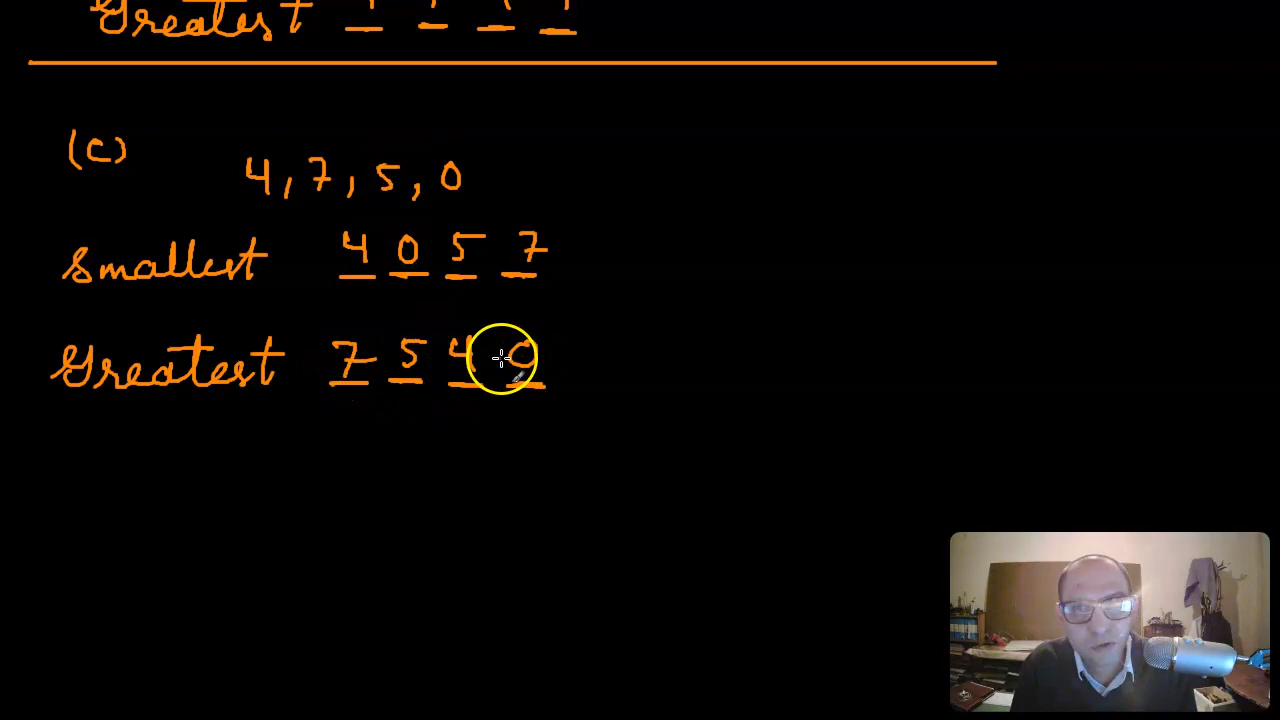 Greatest
(c)
4, 7, 5, 0
Smallest 4 0 5 7
Greatest 7 5 4 0